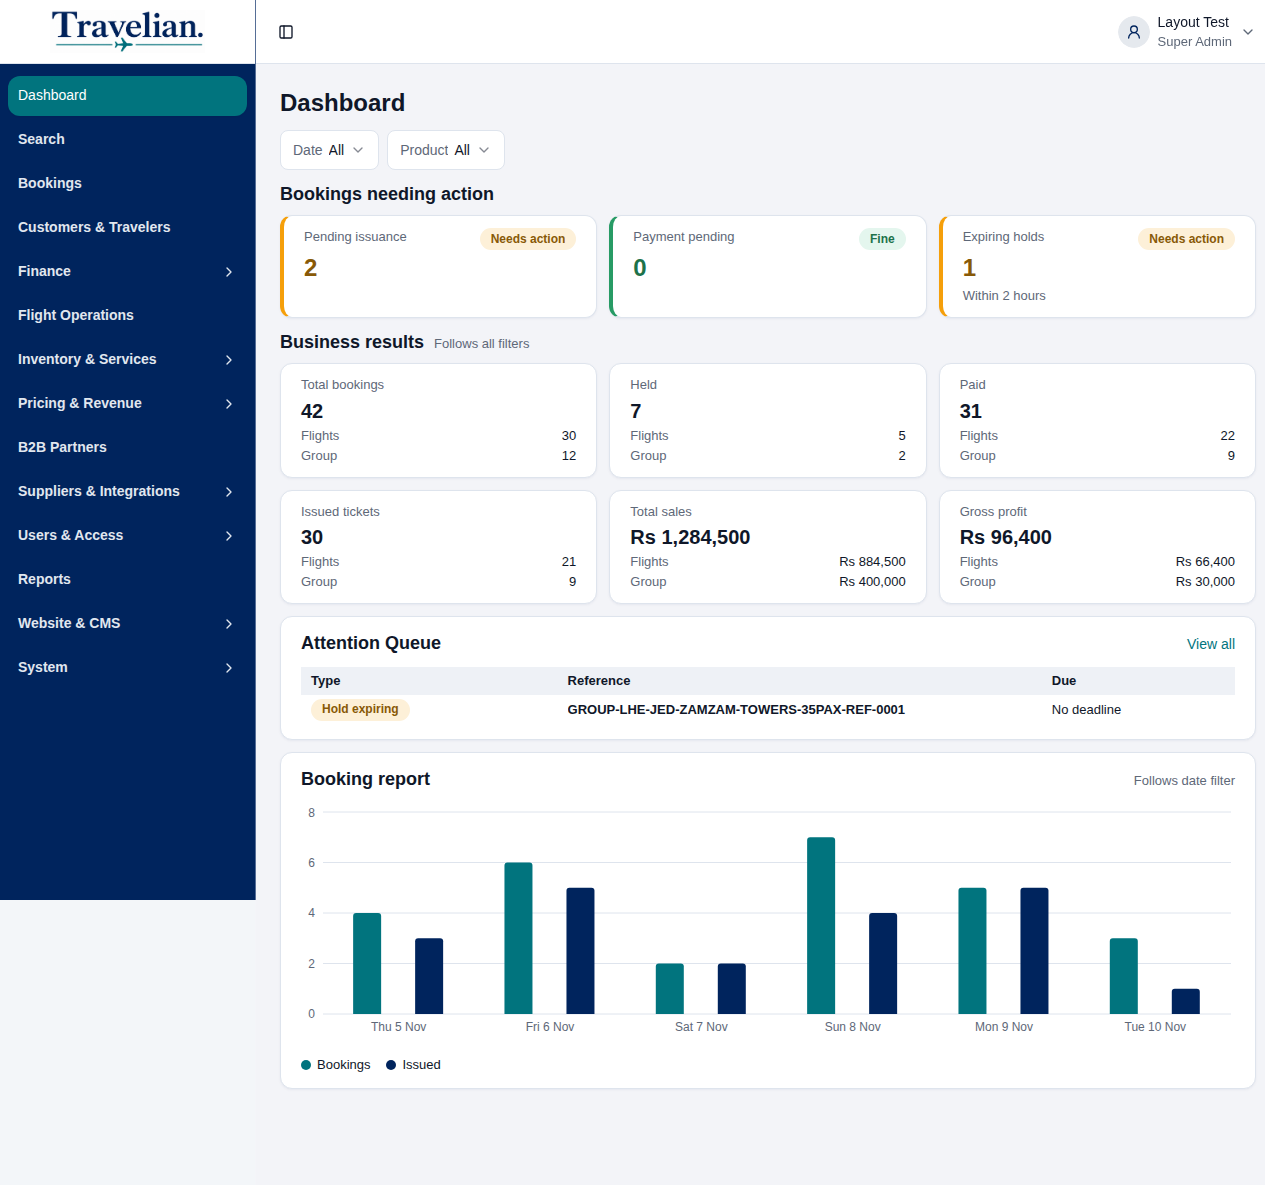 Travelian.
Layout Test
Super Admin
Dashboard
Search
Bookings
Customers & Travelers
Finance
Flight Operations
Inventory & Services
Pricing & Revenue
B2B Partners
Suppliers & Integrations
Users & Access
Reports
Website & CMS
System
Dashboard
Date All Product All
Bookings needing action
Pending issuance Needs action
2
Payment pending Fine
0
Expiring holds Needs action
1
Within 2 hours
Business results Follows all filters
Total bookings
42
Flights 30
Group 12
Held
7
Flights 5
Group 2
Paid
31
Flights 22
Group 9
Issued tickets
30
Flights 21
Group 9
Total sales
Rs 1,284,500
Flights Rs 884,500
Group Rs 400,000
Gross profit
Rs 96,400
Flights Rs 66,400
Group Rs 30,000
Attention Queue View all
Type Reference Due
Hold expiring GROUP-LHE-JED-ZAMZAM-TOWERS-35PAX-REF-0001 No deadline
Booking report Follows date filter
8
6
4
2
0
Thu 5 Nov Fri 6 Nov Sat 7 Nov Sun 8 Nov Mon 9 Nov Tue 10 Nov
Bookings Issued